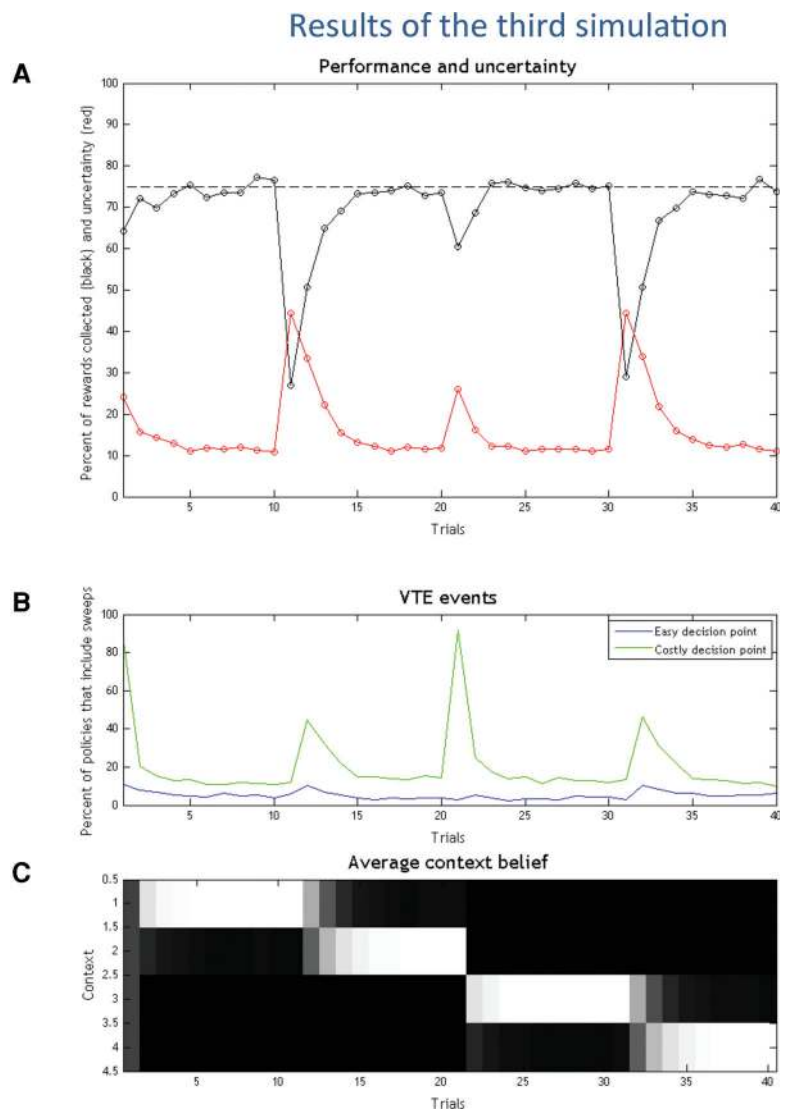 Results of the third simulation
A
Performance and uncertainty
Percent of rewards collected (black) and uncertainty (red)
100
90
80
70
60
50
40
30
20
10
0
5 10 15 20 25 30 35 40
Trials
B
VTE events
Percent of policies that include sweeps
100
80
60
40
20
0
Easy decision point
Costly decision point
5 10 15 20 25 30 35 40
Trials
C
Average context belief
Context
0.5
1
1.5
2
2.5
3
3.5
4
4.5
5 10 15 20 25 30 35 40
Trials